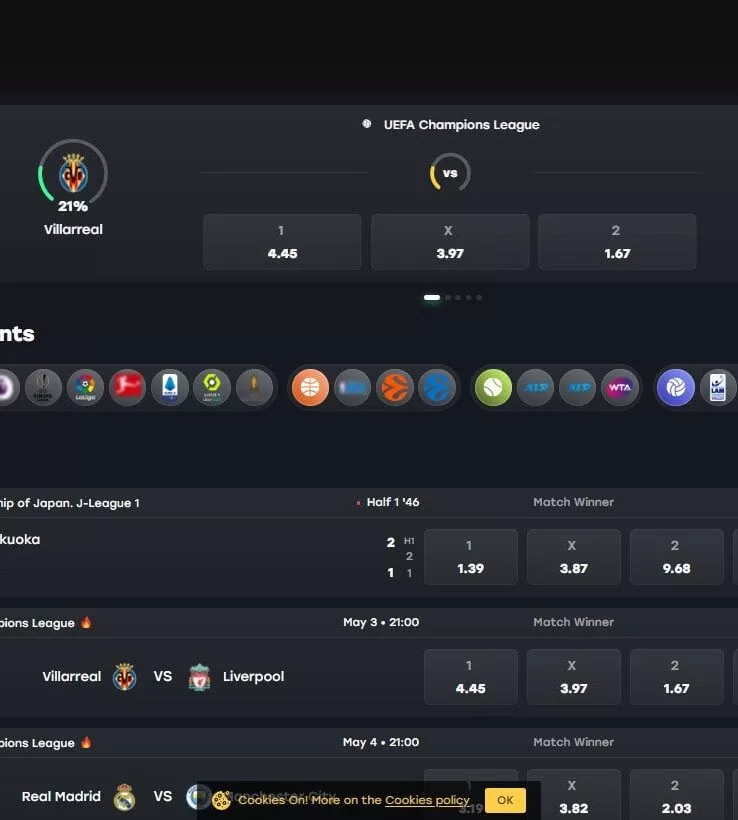 UEFA Champions League
vs
21%
Villarreal
1 X 2
4.45 3.97 1.67
nts
LaLiga ATP ATP WTA LAM
hip of Japan. J-League 1 Half 1 '46 Match Winner
kuoka 2 H1 1 X 2
2 1.39 3.87 9.68
1 1
pions League May 3 • 21:00 Match Winner
Villarreal VS Liverpool 1 X 2
4.45 3.97 1.67
pions League May 4 • 21:00 Match Winner
Real Madrid VS Manchester City 1 X 2
3.19 3.82 2.03
Cookies On! More on the Cookies policy OK